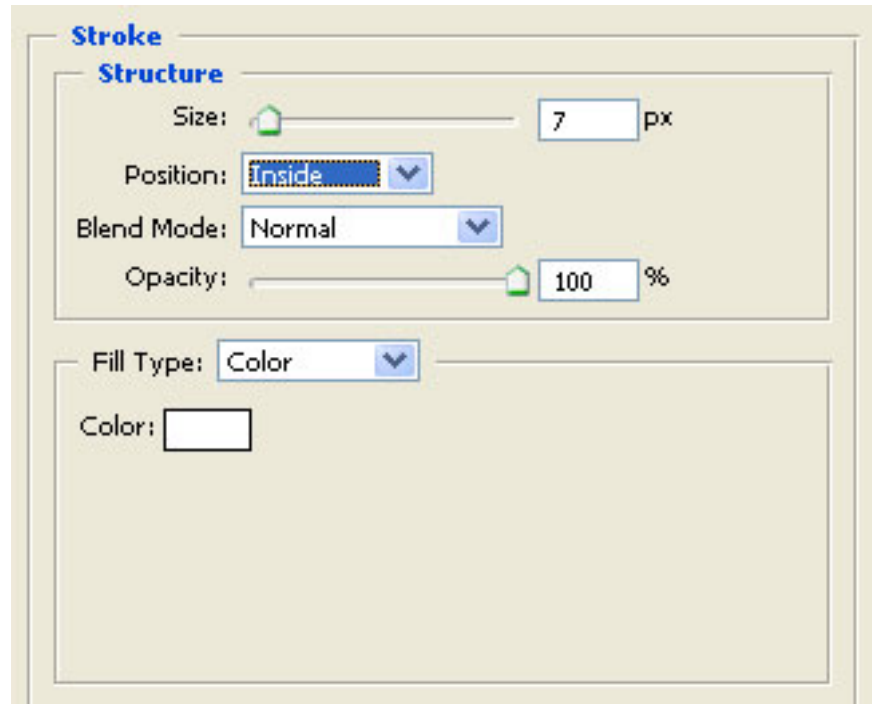 Stroke
Structure
Size: 7 px
Position: Inside
Blend Mode: Normal
Opacity: 100 %
Fill Type: Color
Color: